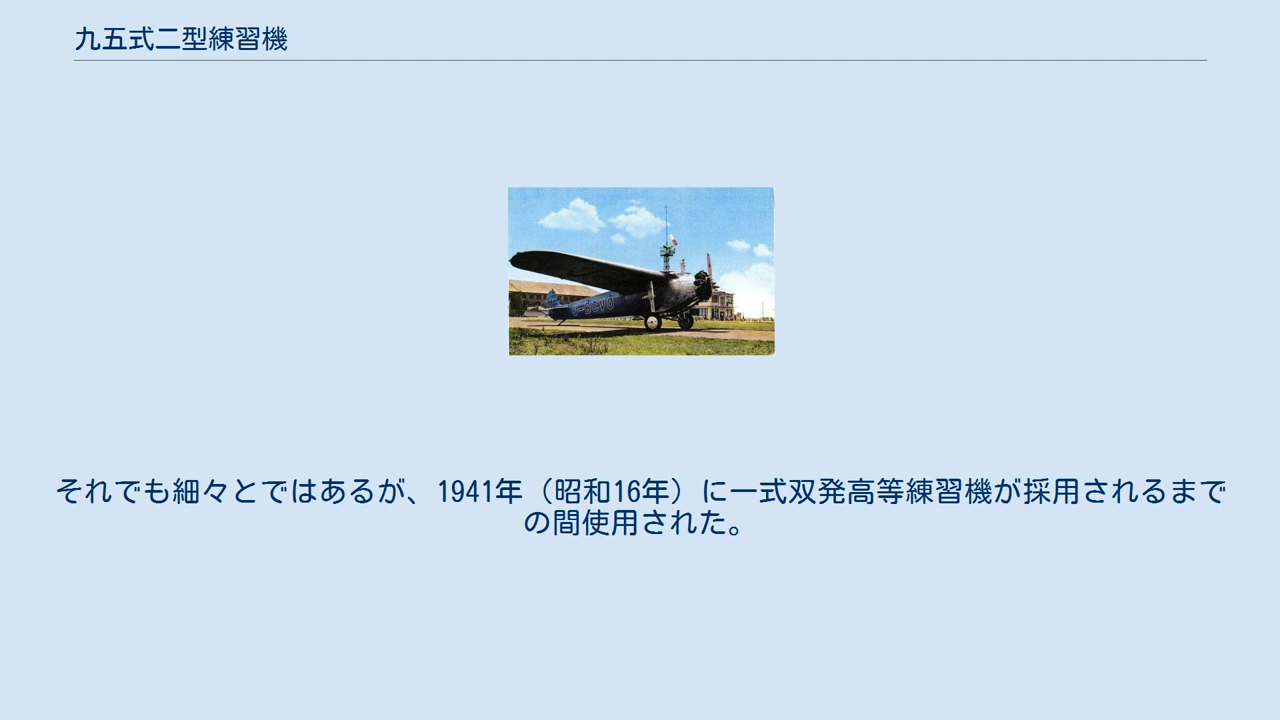 九五式二型練習機
それでも細々とではあるが、1941年（昭和16年）に一式双発高等練習機が採用されるまで
の間使用された。